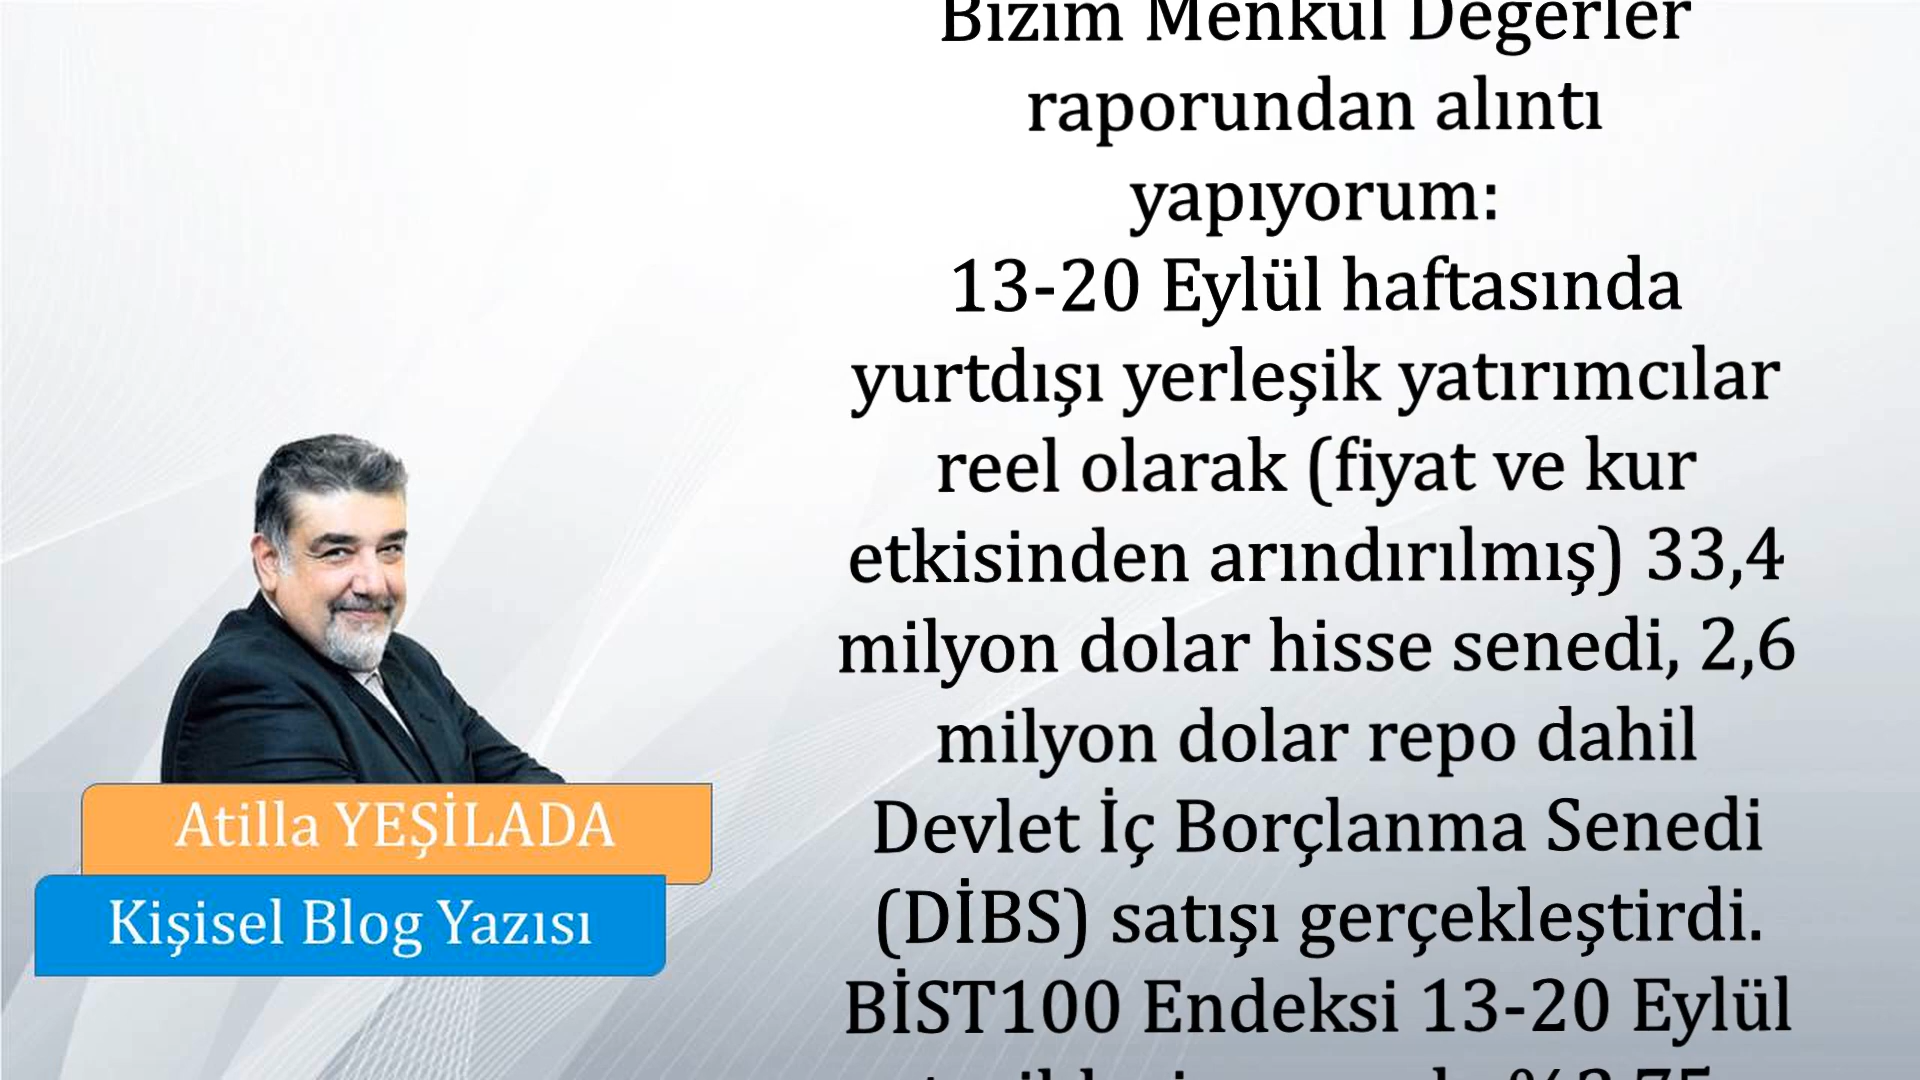 Bizim Menkul Değerler
raporundan alıntı
yapıyorum:
13-20 Eylül haftasında
yurtdışı yerleşik yatırımcılar
reel olarak (fiyat ve kur
etkisinden arındırılmış) 33,4
milyon dolar hisse senedi, 2,6
milyon dolar repo dahil
Devlet İç Borçlanma Senedi
(DİBS) satışı gerçekleştirdi.
BİST100 Endeksi 13-20 Eylül
Atilla YEŞİLADA
Kişisel Blog Yazısı